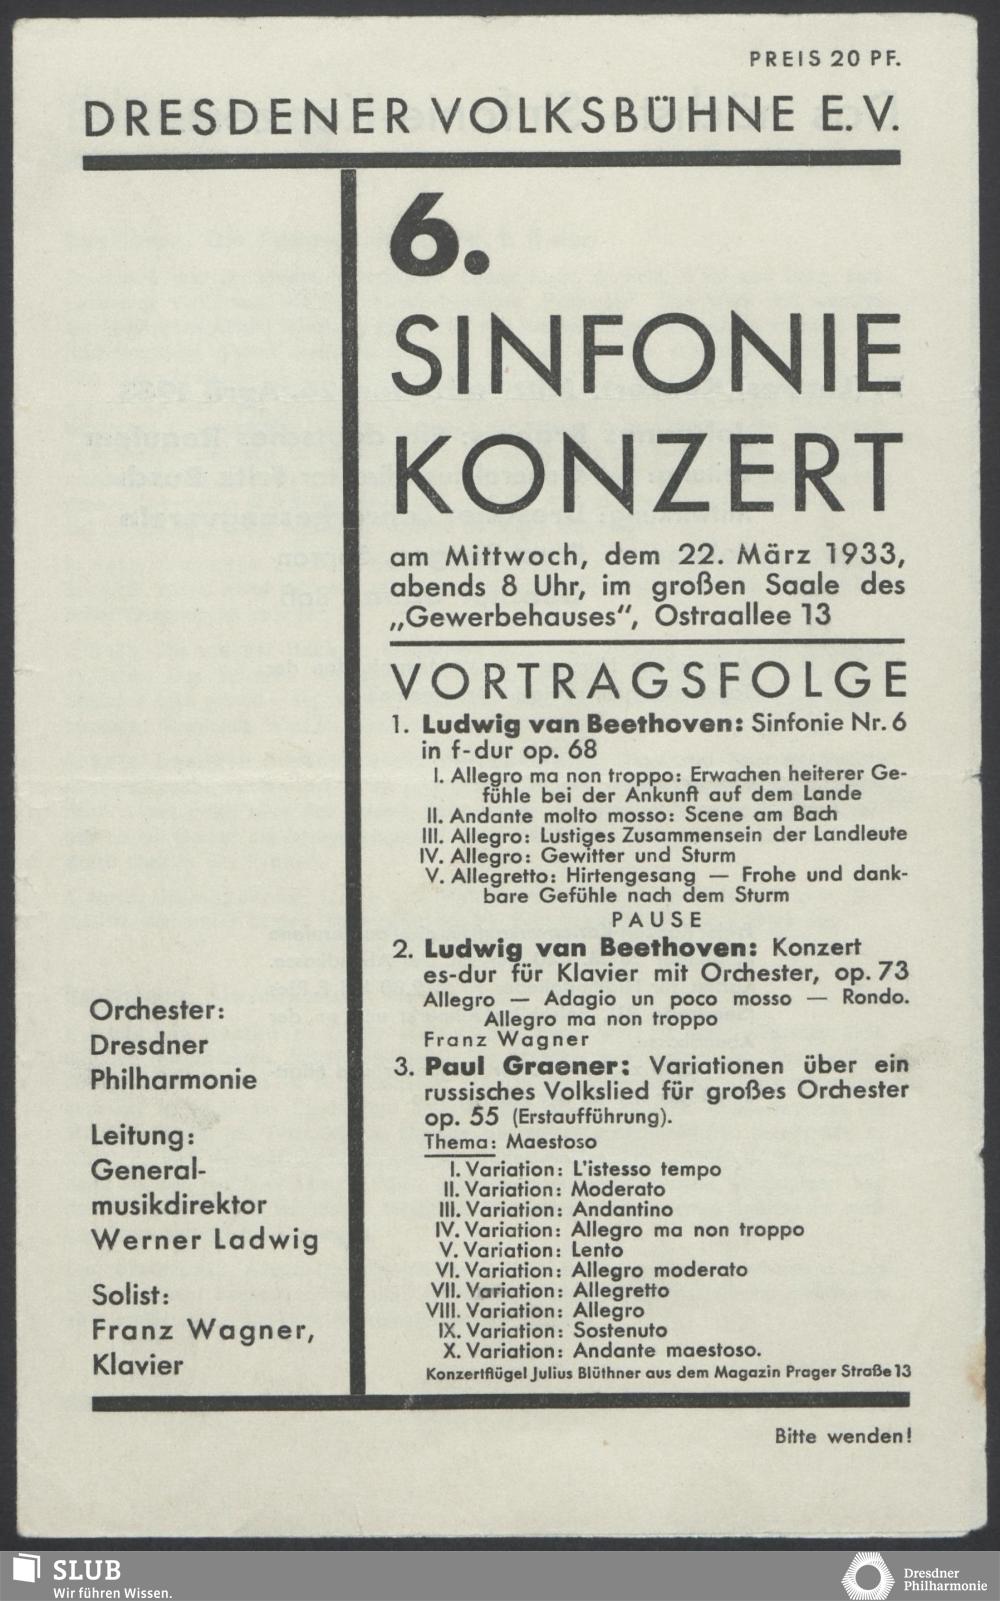 PREIS 20 PF.
DRESDENER VOLKSBÜHNE E. V.
6.
SINFONIE
KONZERT
am Mittwoch, dem 22. März 1933,
abends 8 Uhr, im großen Saale des
„Gewerbehauses“, Ostraallee 13
VORTRAGSFOLGE
1. Ludwig van Beethoven: Sinfonie Nr. 6
in f-dur op. 68
I. Allegro ma non troppo: Erwachen heiterer Ge-
fühle bei der Ankunft auf dem Lande
II. Andante molto mosso: Scene am Bach
III. Allegro: Lustiges Zusammensein der Landleute
IV. Allegro: Gewitter und Sturm
V. Allegretto: Hirtengesang — Frohe und dank-
bare Gefühle nach dem Sturm
PAUSE
2. Ludwig van Beethoven: Konzert
es-dur für Klavier mit Orchester, op. 73
Allegro — Adagio un poco mosso — Rondo.
Allegro ma non troppo
Franz Wagner
3. Paul Graener: Variationen über ein
russisches Volkslied für großes Orchester
op. 55 (Erstaufführung).
Thema: Maestoso
I. Variation: L'istesso tempo
II. Variation: Moderato
III. Variation: Andantino
IV. Variation: Allegro ma non troppo
V. Variation: Lento
VI. Variation: Allegro moderato
VII. Variation: Allegretto
VIII. Variation: Allegro
IX. Variation: Sostenuto
X. Variation: Andante maestoso.
Konzertflügel Julius Blüthner aus dem Magazin Prager Straße 13
Orchester:
Dresdner
Philharmonie
Leitung:
General-
musikdirektor
Werner Ladwig
Solist:
Franz Wagner,
Klavier
Bitte wenden!
SLUB
Wir führen Wissen.
Dresdner
Philharmonie